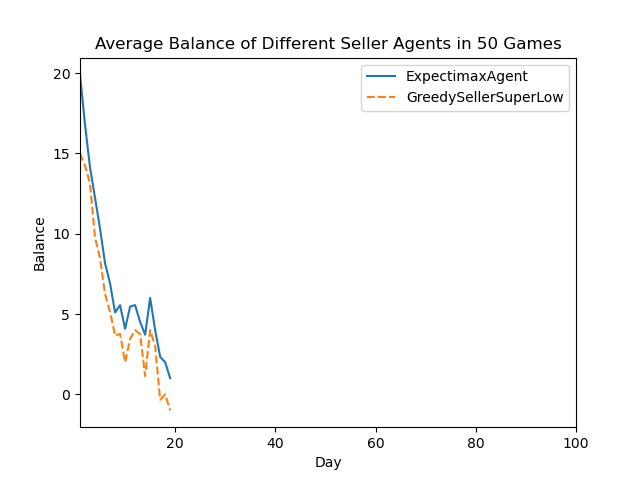 Average Balance of Different Seller Agents in 50 Games
ExpectimaxAgent
GreedySellerSuperLow
20
15
10
5
0
Balance
20
40
60
80
100
Day